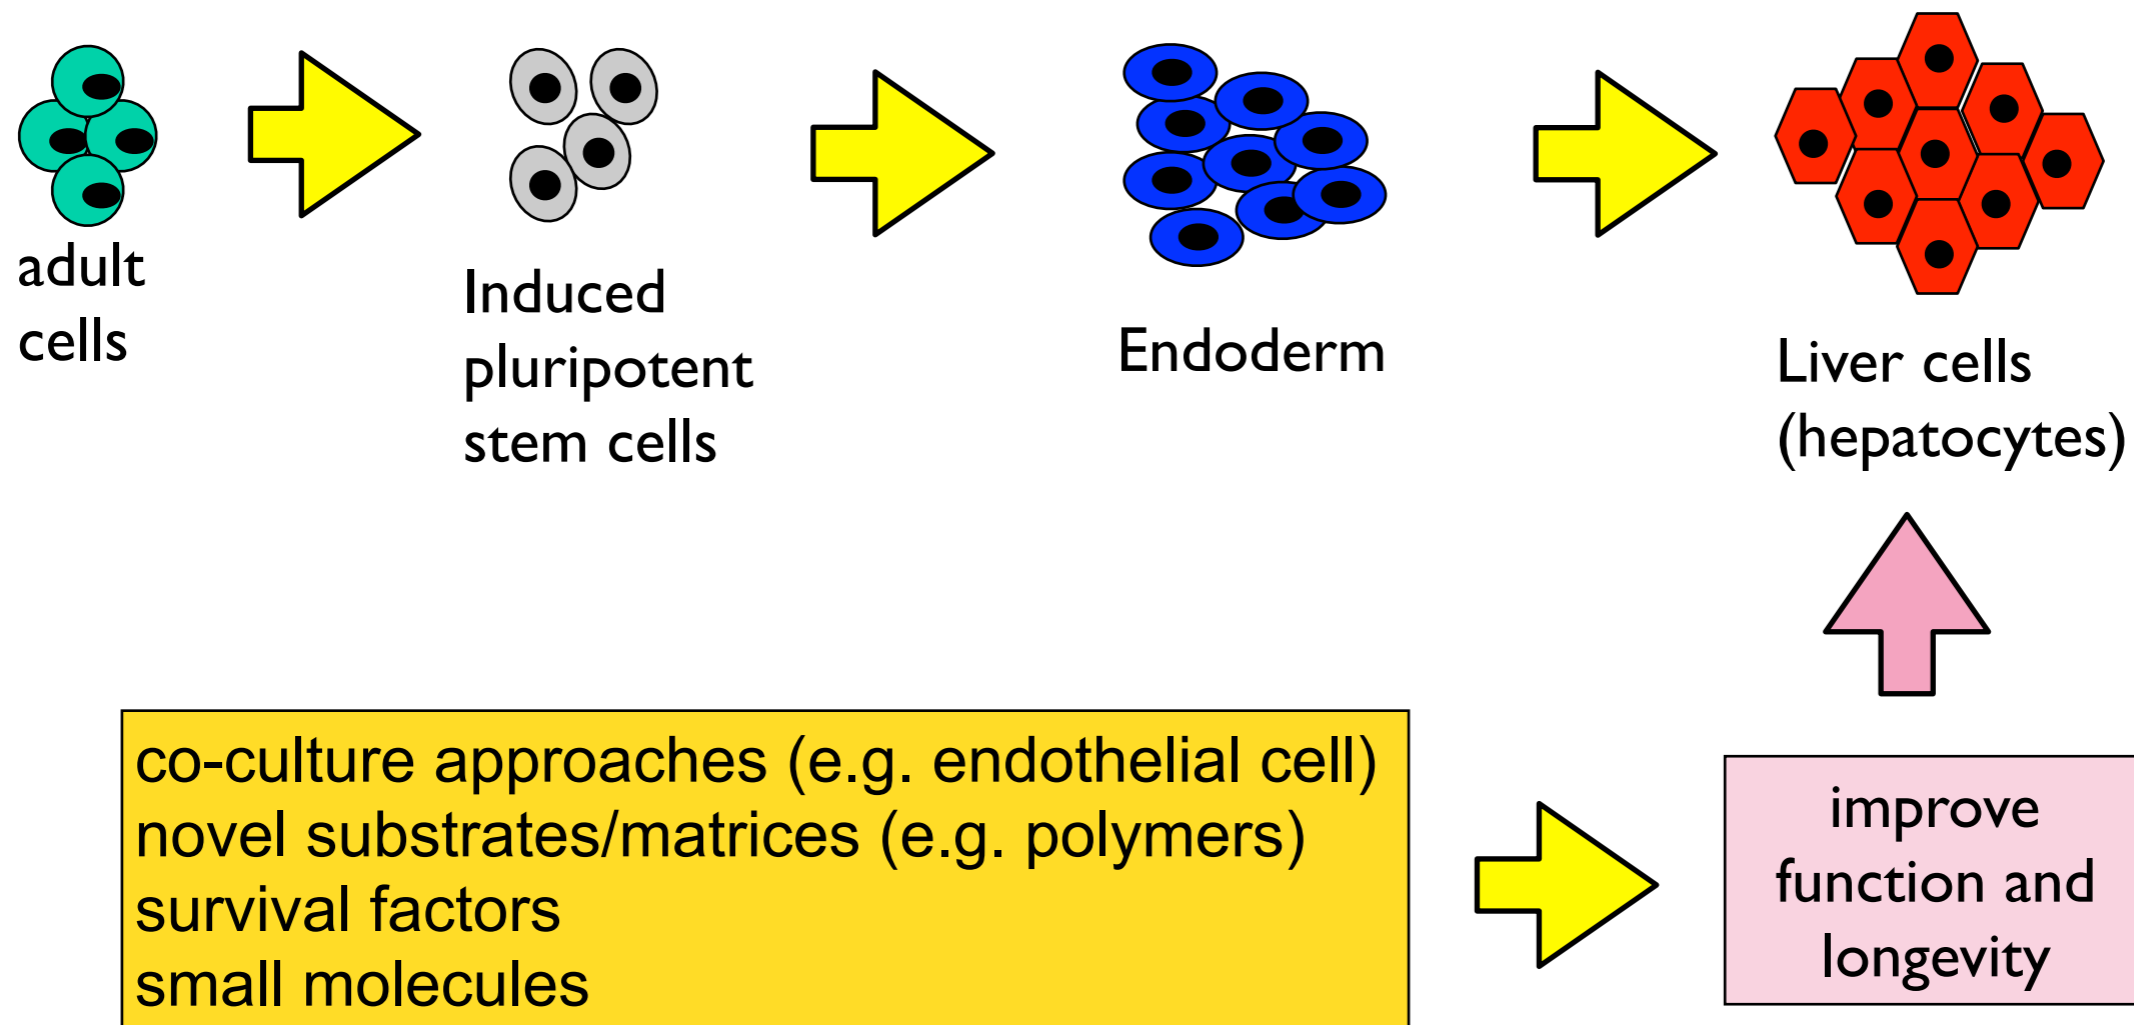 adult
cells
Induced
pluripotent
stem cells
Endoderm
Liver cells
(hepatocytes)
co-culture approaches (e.g. endothelial cell)
novel substrates/matrices (e.g. polymers)
survival factors
small molecules
improve
function and
longevity